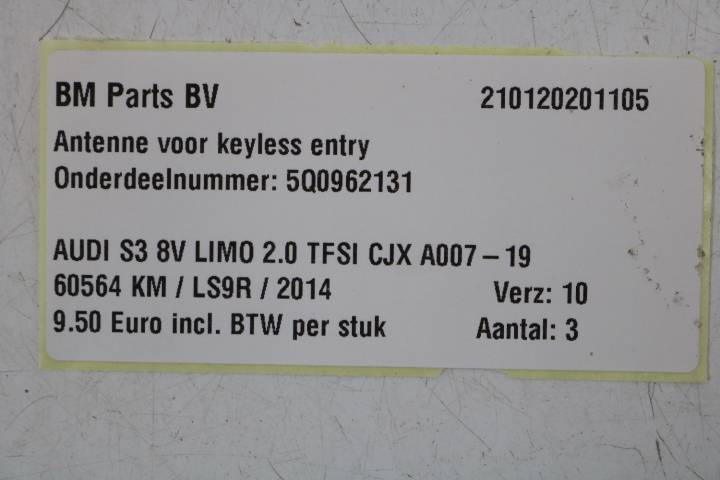 BM Parts BV 210120201105
Antenne voor keyless entry
Onderdeelnummer: 5Q0962131
AUDI S3 8V LIMO 2.0 TFSI CJX A007-19
60564 KM / LS9R / 2014 Verz: 10
9.50 Euro incl. BTW per stuk Aantal: 3